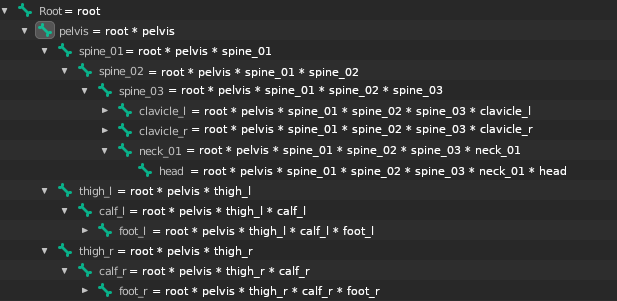 Root = root
pelvis = root * pelvis
spine_01 = root * pelvis * spine_01
spine_02 = root * pelvis * spine_01 * spine_02
spine_03 = root * pelvis * spine_01 * spine_02 * spine_03
clavicle_l = root * pelvis * spine_01 * spine_02 * spine_03 * clavicle_l
clavicle_r = root * pelvis * spine_01 * spine_02 * spine_03 * clavicle_r
neck_01 = root * pelvis * spine_01 * spine_02 * spine_03 * neck_01
head = root * pelvis * spine_01 * spine_02 * spine_03 * neck_01 * head
thigh_l = root * pelvis * thigh_l
calf_l = root * pelvis * thigh_l * calf_l
foot_l = root * pelvis * thigh_l * calf_l * foot_l
thigh_r = root * pelvis * thigh_r
calf_r = root * pelvis * thigh_r * calf_r
foot_r = root * pelvis * thigh_r * calf_r * foot_r